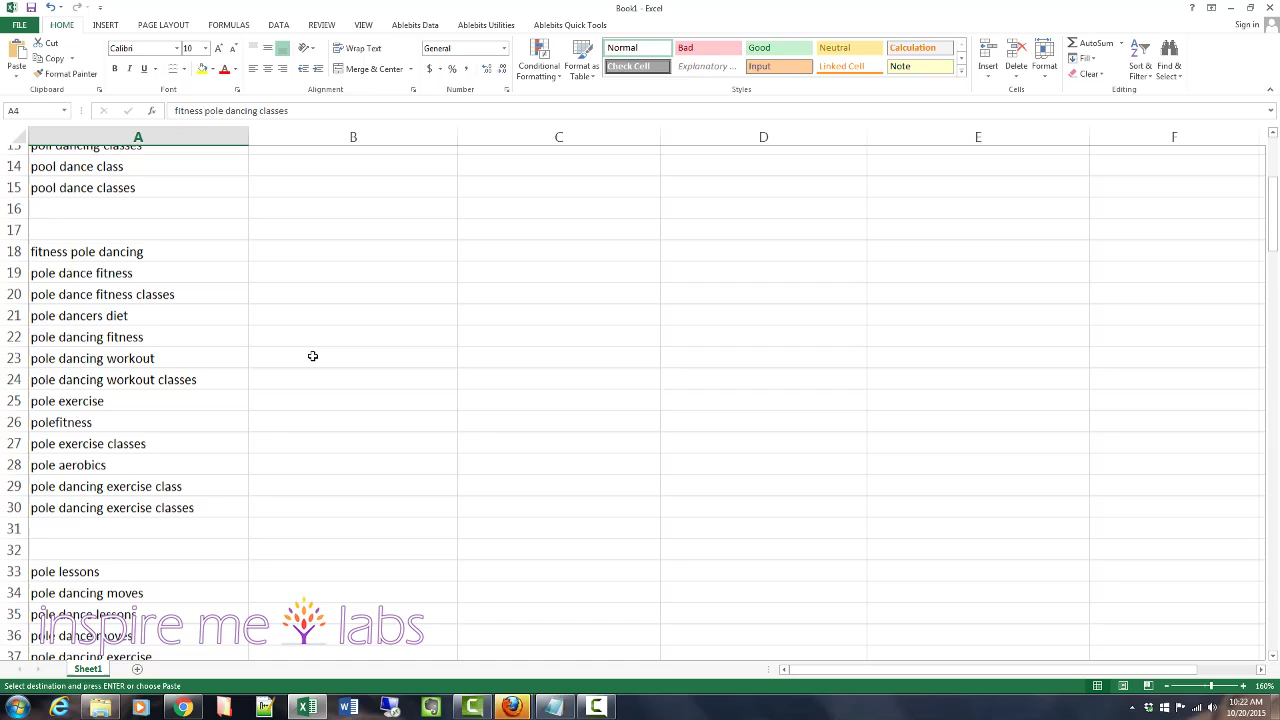 Book1 - Excel
Sign in
FILE HOME INSERT PAGE LAYOUT FORMULAS DATA REVIEW VIEW Ablebits Data Ablebits Utilities Ablebits Quick Tools
Cut
Copy
Format Painter
Paste
Clipboard
Calibri 10
B I U
Font
Wrap Text
Merge & Center
Alignment
General
$ % ,
Number
Conditional Formatting
Format as Table
Normal Bad Good Neutral Calculation
Check Cell Explanatory ... Input Linked Cell Note
Styles
Insert Delete Format
Cells
AutoSum
Fill
Clear
Sort & Filter
Find & Select
Editing
A4 fx fitness pole dancing classes
A B C D E F
13 poll dancing classes
14 pool dance class
15 pool dance classes
16
17
18 fitness pole dancing
19 pole dance fitness
20 pole dance fitness classes
21 pole dancers diet
22 pole dancing fitness
23 pole dancing workout
24 pole dancing workout classes
25 pole exercise
26 polefitness
27 pole exercise classes
28 pole aerobics
29 pole dancing exercise class
30 pole dancing exercise classes
31
32
33 pole lessons
34 pole dancing moves
35 pole dance lessons
36 pole dance moves
37 pole dancing exercise
inspire me labs
Sheet1
Select destination and press ENTER or choose Paste
160%
10:22 AM
10/20/2015